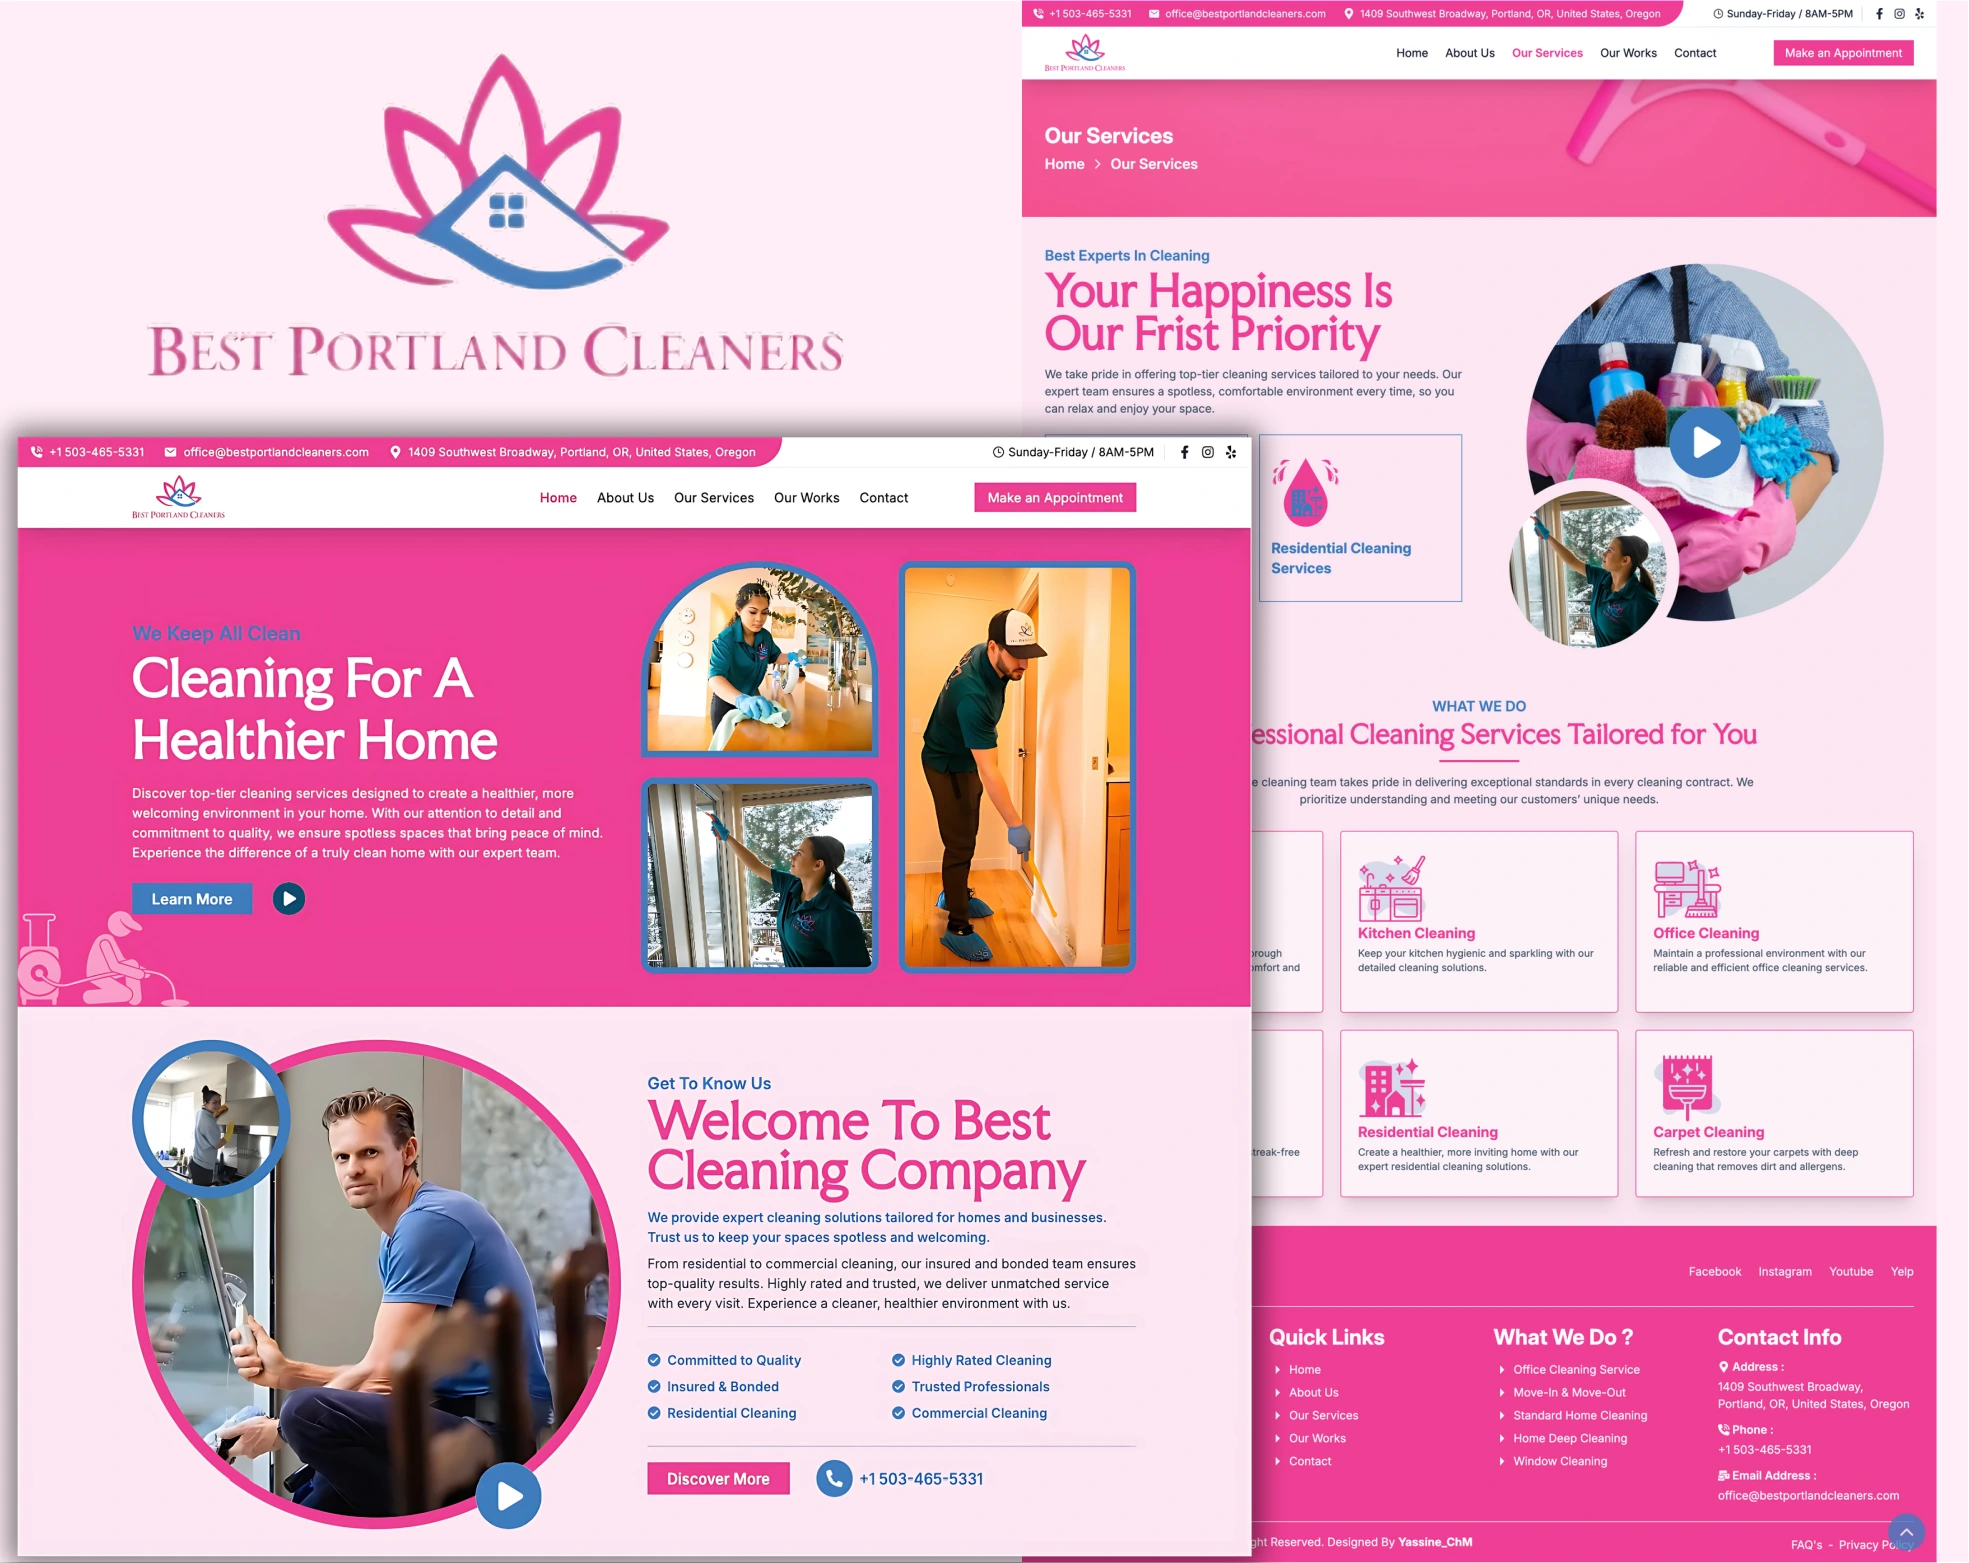 BEST PORTLAND CLEANERS
+1 503-465-5331
office@bestportlandcleaners.com
1409 Southwest Broadway, Portland, OR, United States, Oregon
Sunday-Friday / 8AM-5PM
BEST PORTLAND CLEANERS
Home
About Us
Our Services
Our Works
Contact
Make an Appointment
Our Services
Home > Our Services
Best Experts In Cleaning
Your Happiness Is
Our Frist Priority
We take pride in offering top-tier cleaning services tailored to your needs. Our
expert team ensures a spotless, comfortable environment every time, so you
can relax and enjoy your space.
Residential Cleaning
Services
WHAT WE DO
essional Cleaning Services Tailored for You
e cleaning team takes pride in delivering exceptional standards in every cleaning contract. We
prioritize understanding and meeting our customers' unique needs.
orough
omfort and
Kitchen Cleaning
Keep your kitchen hygienic and sparkling with our
detailed cleaning solutions.
Office Cleaning
Maintain a professional environment with our
reliable and efficient office cleaning services.
treak-free
Residential Cleaning
Create a healthier, more inviting home with our
expert residential cleaning solutions.
Carpet Cleaning
Refresh and restore your carpets with deep
cleaning that removes dirt and allergens.
Facebook
Instagram
Youtube
Yelp
Quick Links
Home
About Us
Our Services
Our Works
Contact
What We Do ?
Office Cleaning Service
Move-In & Move-Out
Standard Home Cleaning
Home Deep Cleaning
Window Cleaning
Contact Info
Address :
1409 Southwest Broadway,
Portland, OR, United States, Oregon
Phone :
+1 503-465-5331
Email Address :
office@bestportlandcleaners.com
ght Reserved. Designed By Yassine_ChM
FAQ's - Privacy Policy
+1 503-465-5331
office@bestportlandcleaners.com
1409 Southwest Broadway, Portland, OR, United States, Oregon
Sunday-Friday / 8AM-5PM
BEST PORTLAND CLEANERS
Home
About Us
Our Services
Our Works
Contact
Make an Appointment
We Keep All Clean
Cleaning For A
Healthier Home
Discover top-tier cleaning services designed to create a healthier, more
welcoming environment in your home. With our attention to detail and
commitment to quality, we ensure spotless spaces that bring peace of mind.
Experience the difference of a truly clean home with our expert team.
Learn More
Get To Know Us
Welcome To Best
Cleaning Company
We provide expert cleaning solutions tailored for homes and businesses.
Trust us to keep your spaces spotless and welcoming.
From residential to commercial cleaning, our insured and bonded team ensures
top-quality results. Highly rated and trusted, we deliver unmatched service
with every visit. Experience a cleaner, healthier environment with us.
Committed to Quality
Highly Rated Cleaning
Insured & Bonded
Trusted Professionals
Residential Cleaning
Commercial Cleaning
Discover More
+1 503-465-5331